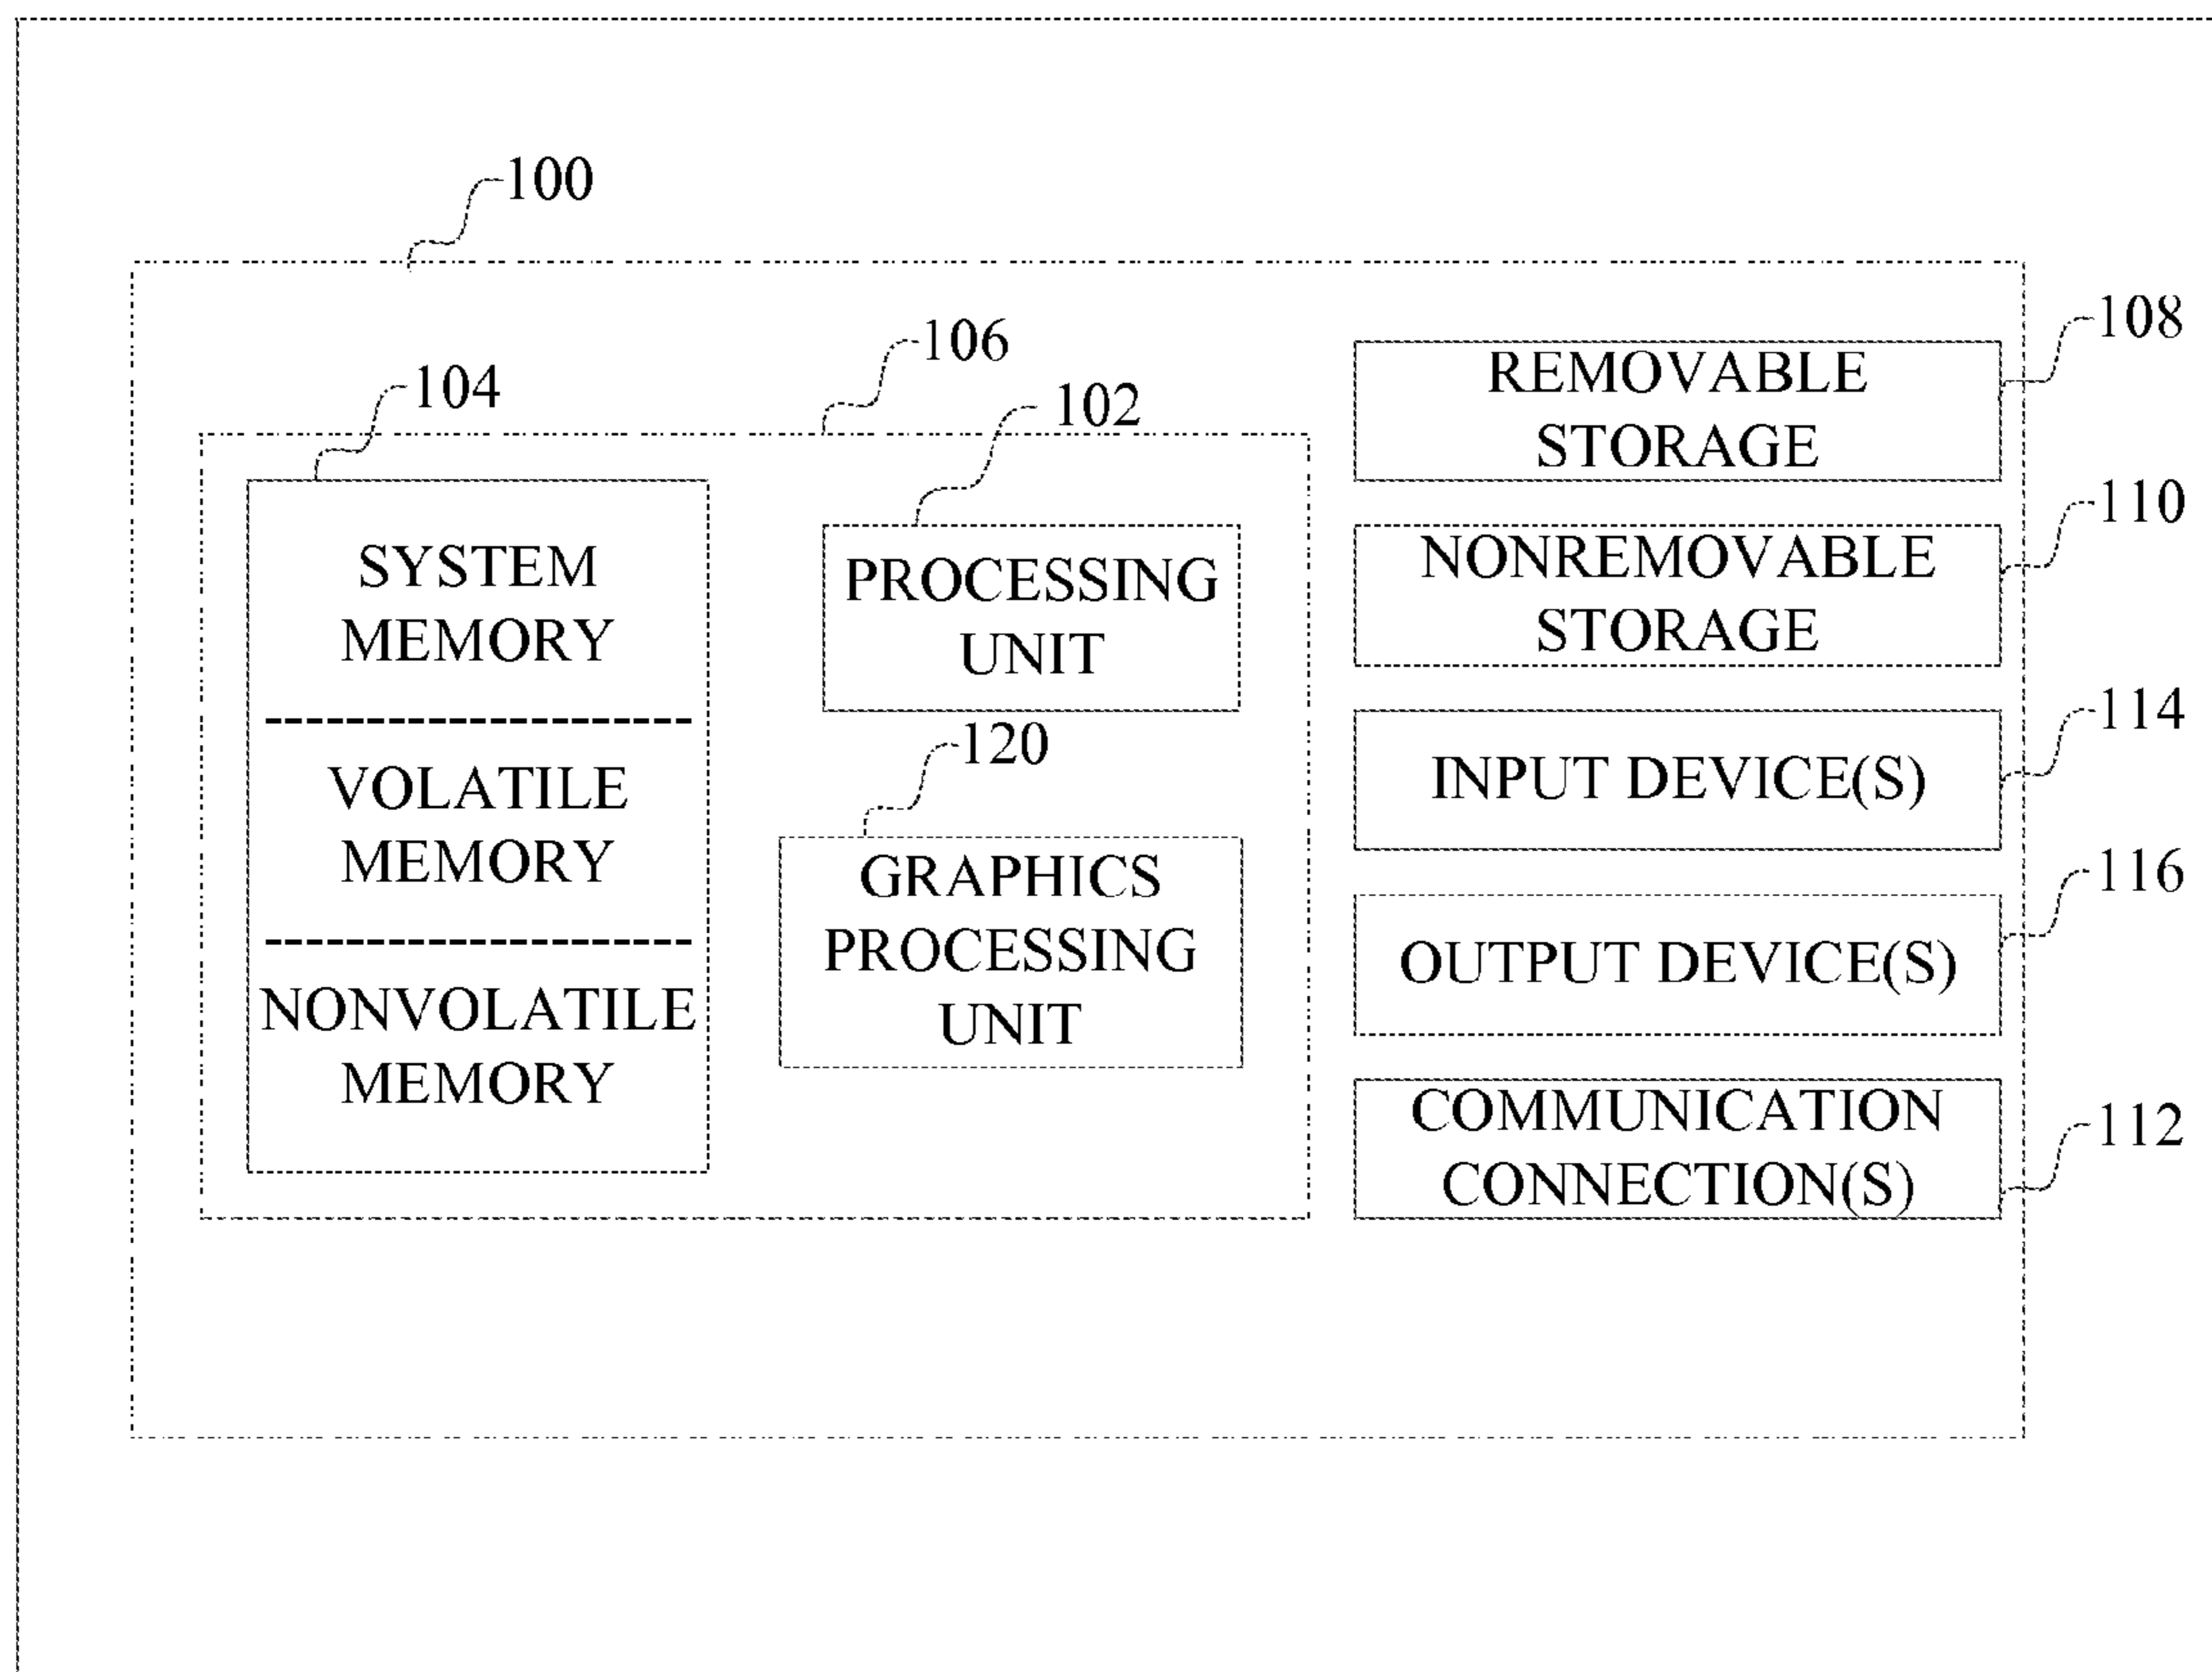 100
106
104
102
SYSTEM
MEMORY
VOLATILE
MEMORY
NONVOLATILE
MEMORY
PROCESSING
UNIT
120
GRAPHICS
PROCESSING
UNIT
108
REMOVABLE
STORAGE
110
NONREMOVABLE
STORAGE
114
INPUT DEVICE(S)
116
OUTPUT DEVICE(S)
112
COMMUNICATION
CONNECTION(S)